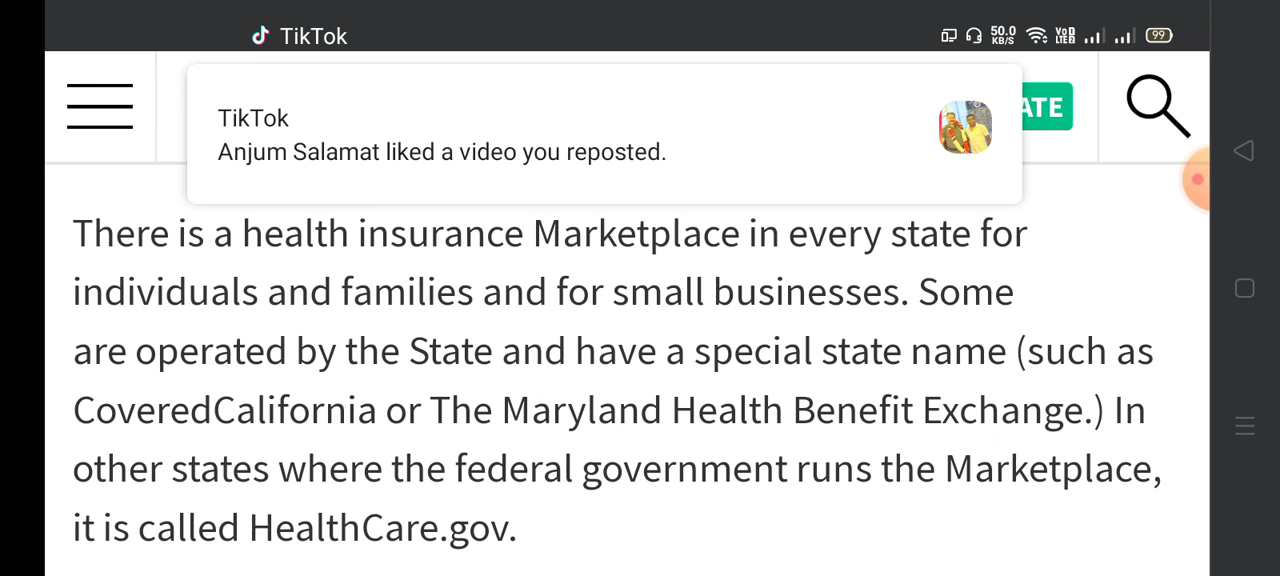 TikTok
50.0
KB/S
VoD
LTE2
99
TikTok
Anjum Salamat liked a video you reposted.
ATE
There is a health insurance Marketplace in every state for
individuals and families and for small businesses. Some
are operated by the State and have a special state name (such as
CoveredCalifornia or The Maryland Health Benefit Exchange.) In
other states where the federal government runs the Marketplace,
it is called HealthCare.gov.